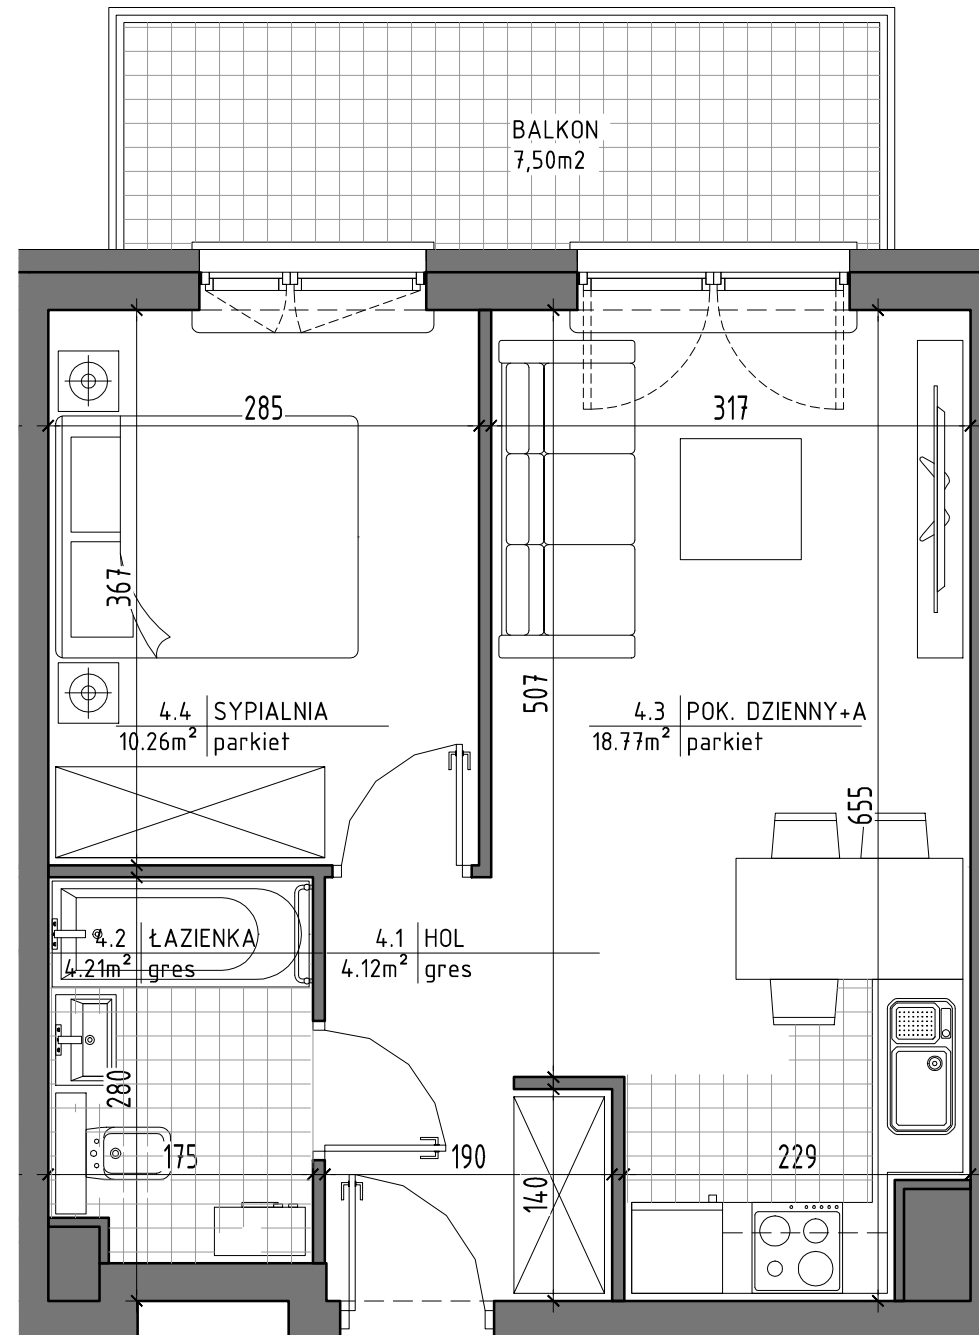 BALKON
7,50m2
285
317
367
507
4.4 SYPIALNIA
10.26m² parkiet
4.3 POK. DZIENNY+A
18.77m² parkiet
655
4.2 ŁAZIENKA
4.21m² gres
4.1 HOL
4.12m² gres
280
175
190
140
229